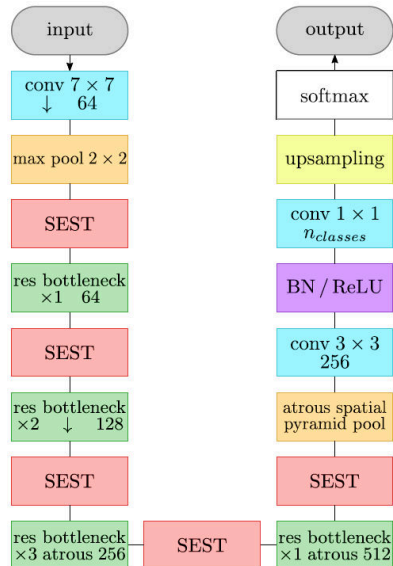 input
conv 7 × 7
↓ 64
max pool 2 × 2
SEST
res bottleneck
×1 64
SEST
res bottleneck
×2 ↓ 128
SEST
res bottleneck
×3 atrous 256
SEST
res bottleneck
×1 atrous 512
SEST
atrous spatial
pyramid pool
conv 3 × 3
256
BN / ReLU
conv 1 × 1
n_classes
upsampling
softmax
output